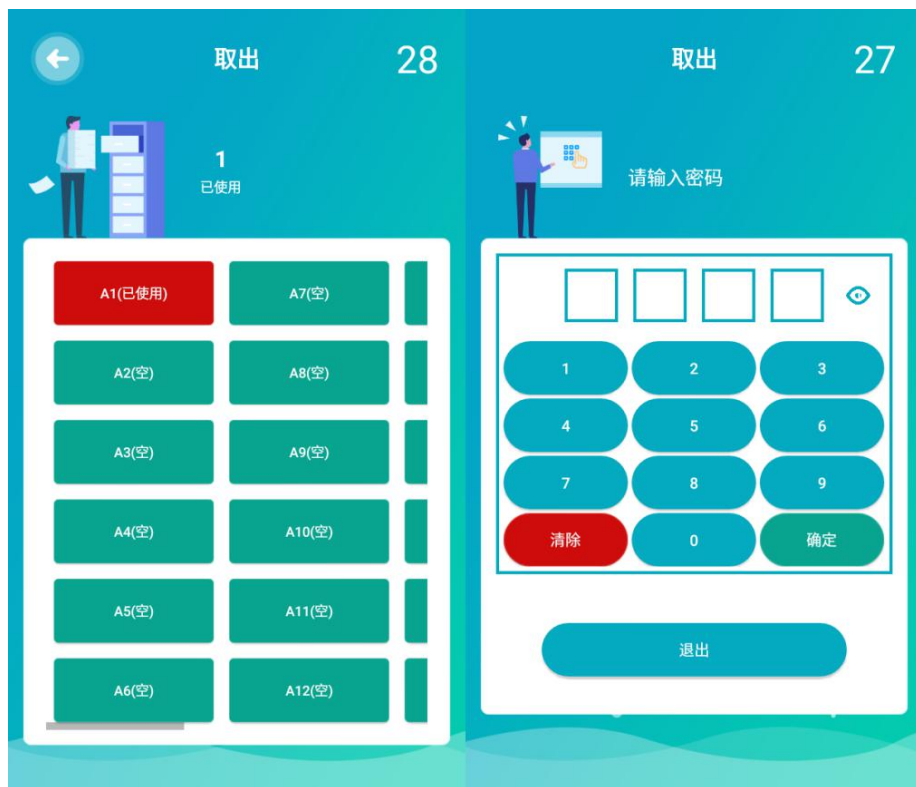 取出
28
1
已使用
A1(已使用)
A7(空)
A2(空)
A8(空)
A3(空)
A9(空)
A4(空)
A10(空)
A5(空)
A11(空)
A6(空)
A12(空)
取出
27
请输入密码
1
2
3
4
5
6
7
8
9
清除
0
确定
退出